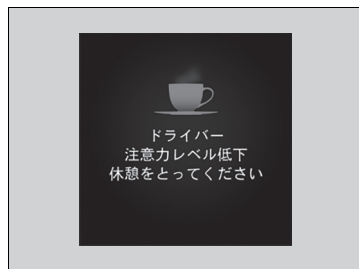 ドライバー
注意力レベル低下
休憩をとってください